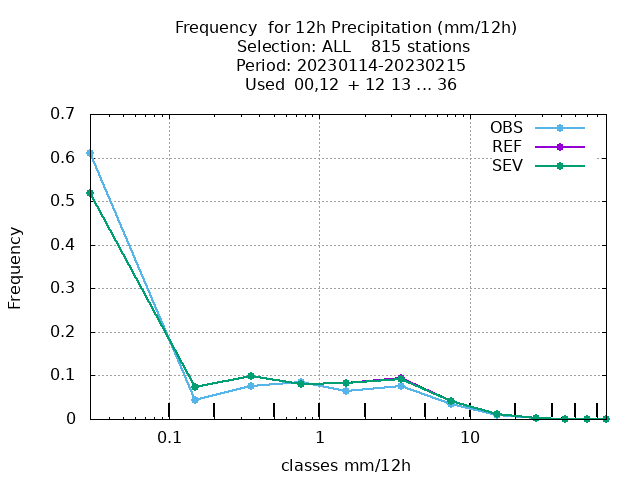 Frequency  for 12h Precipitation (mm/12h)
Selection: ALL    815 stations
Period: 20230114-20230215
Used  00,12  + 12 13 ... 36
0.7
0.6
0.5
0.4
0.3
0.2
0.1
0
Frequency
OBS
REF
SEV
0.1
1
10
classes mm/12h